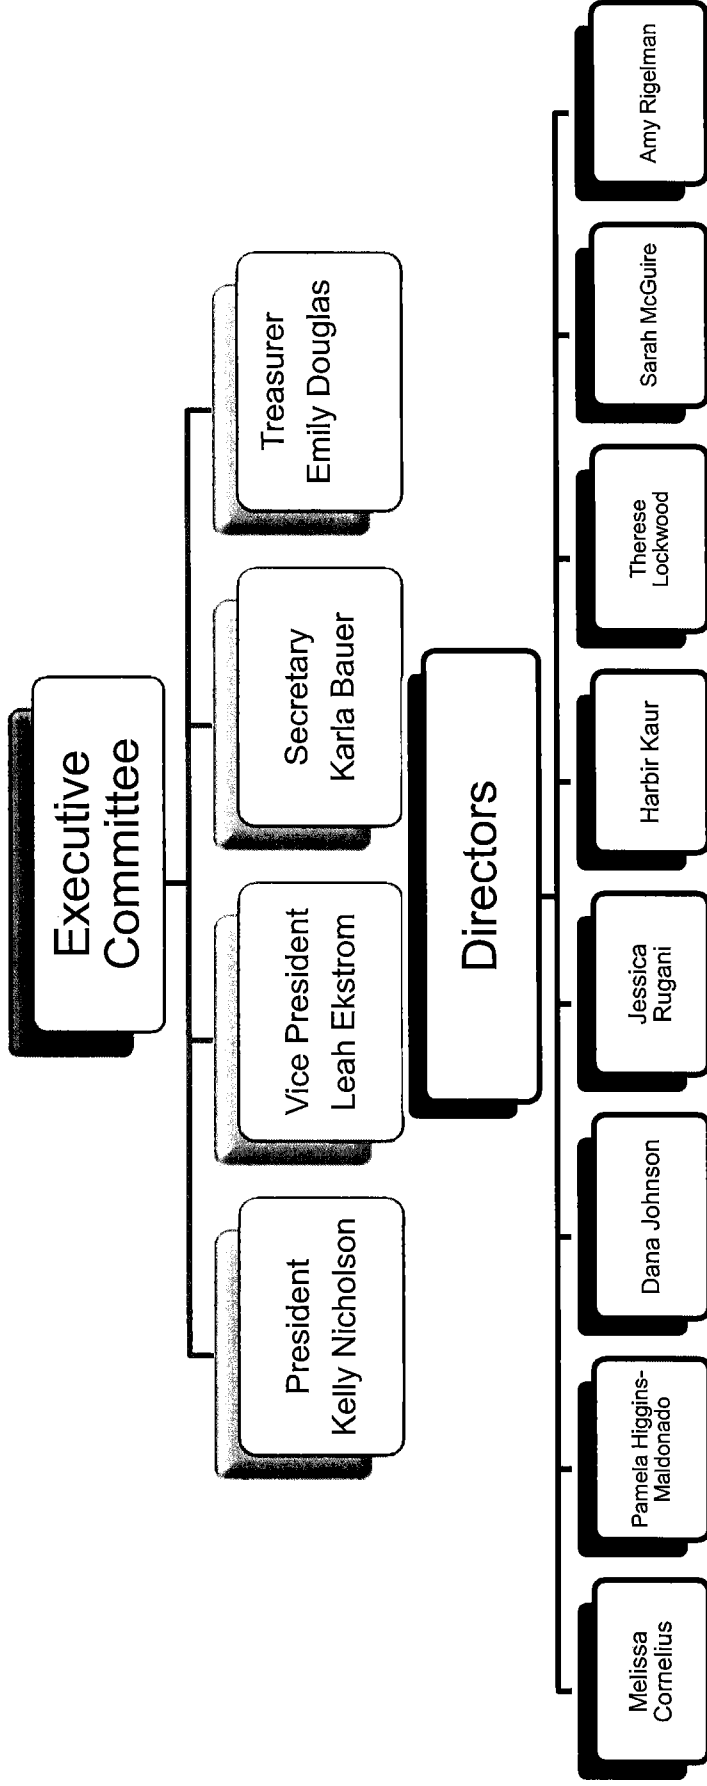 Executive
Committee
President
Kelly Nicholson
Vice President
Leah Ekstrom
Secretary
Karla Bauer
Treasurer
Emily Douglas
Directors
Melissa
Cornelius
Pamela Higgins-
Maldonado
Dana Johnson
Jessica
Rugani
Harbir Kaur
Therese
Lockwood
Sarah McGuire
Amy Rigelman